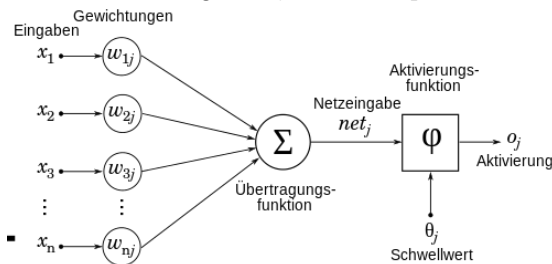 Gewichtungen
Eingaben
x1 w1j
x2 w2j
x3 w3j
⋮ ⋮
xn wnj
Σ
Übertragungs-
funktion
Netzeingabe
netj
Aktivierungs-
funktion
φ
oj
Aktivierung
θj
Schwellwert